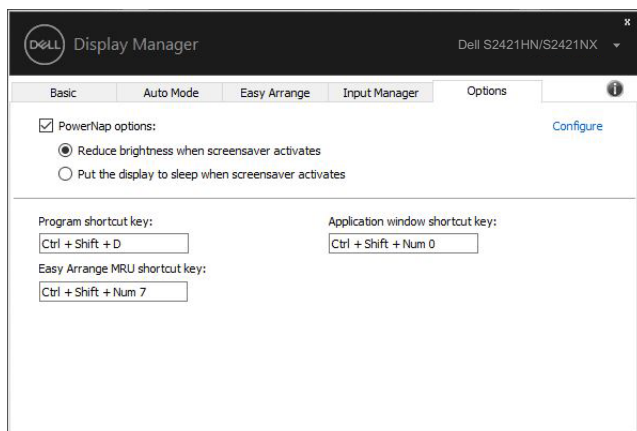 x
DELL Display Manager
Dell S2421HN/S2421NX
Basic Auto Mode Easy Arrange Input Manager Options
PowerNap options:
Configure
Reduce brightness when screensaver activates
Put the display to sleep when screensaver activates
Program shortcut key:
Application window shortcut key:
Ctrl + Shift + D
Ctrl + Shift + Num 0
Easy Arrange MRU shortcut key:
Ctrl + Shift + Num 7